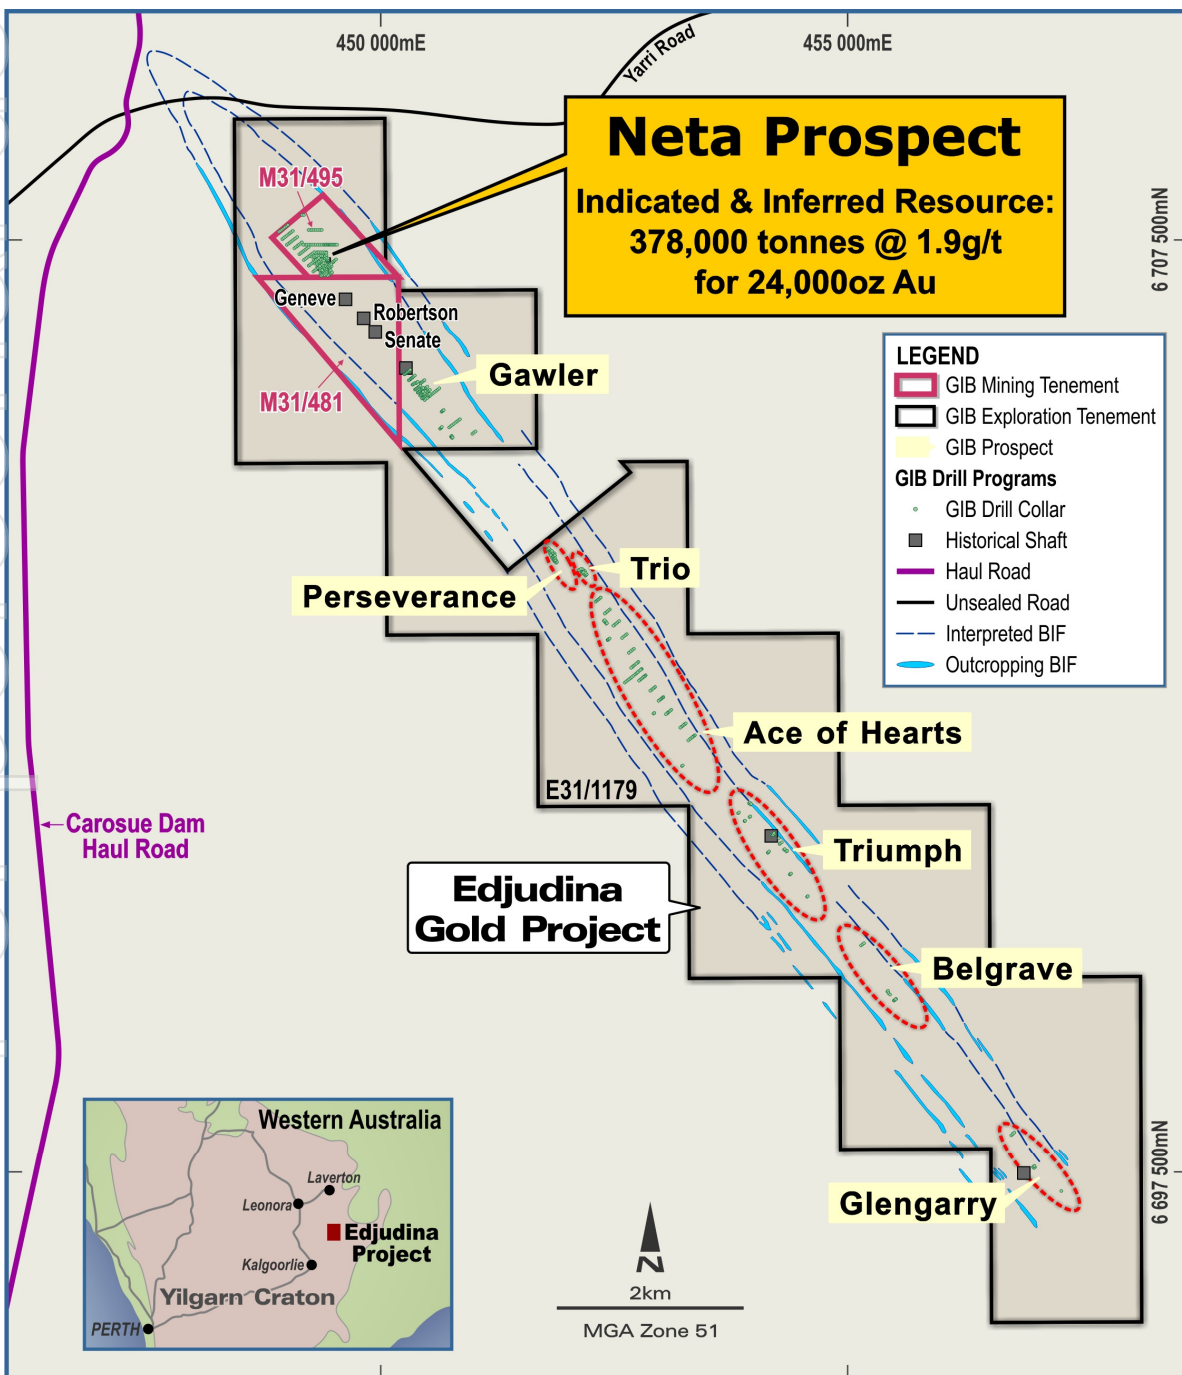 450 000mE
455 000mE
Yarri Road
Neta Prospect
Indicated & Inferred Resource:
378,000 tonnes @ 1.9g/t
for 24,000oz Au
6 707 500mN
M31/495
Geneve
Robertson
Senate
Gawler
M31/481
LEGEND
GIB Mining Tenement
GIB Exploration Tenement
GIB Prospect
GIB Drill Programs
GIB Drill Collar
Historical Shaft
Haul Road
Unsealed Road
Interpreted BIF
Outcropping BIF
Trio
Perseverance
Ace of Hearts
E31/1179
Carosue Dam
Haul Road
Triumph
Edjudina
Gold Project
Belgrave
Glengarry
6 697 500mN
Western Australia
Laverton
Leonora
Edjudina
Project
Kalgoorlie
Yilgarn Craton
PERTH
N
2km
MGA Zone 51